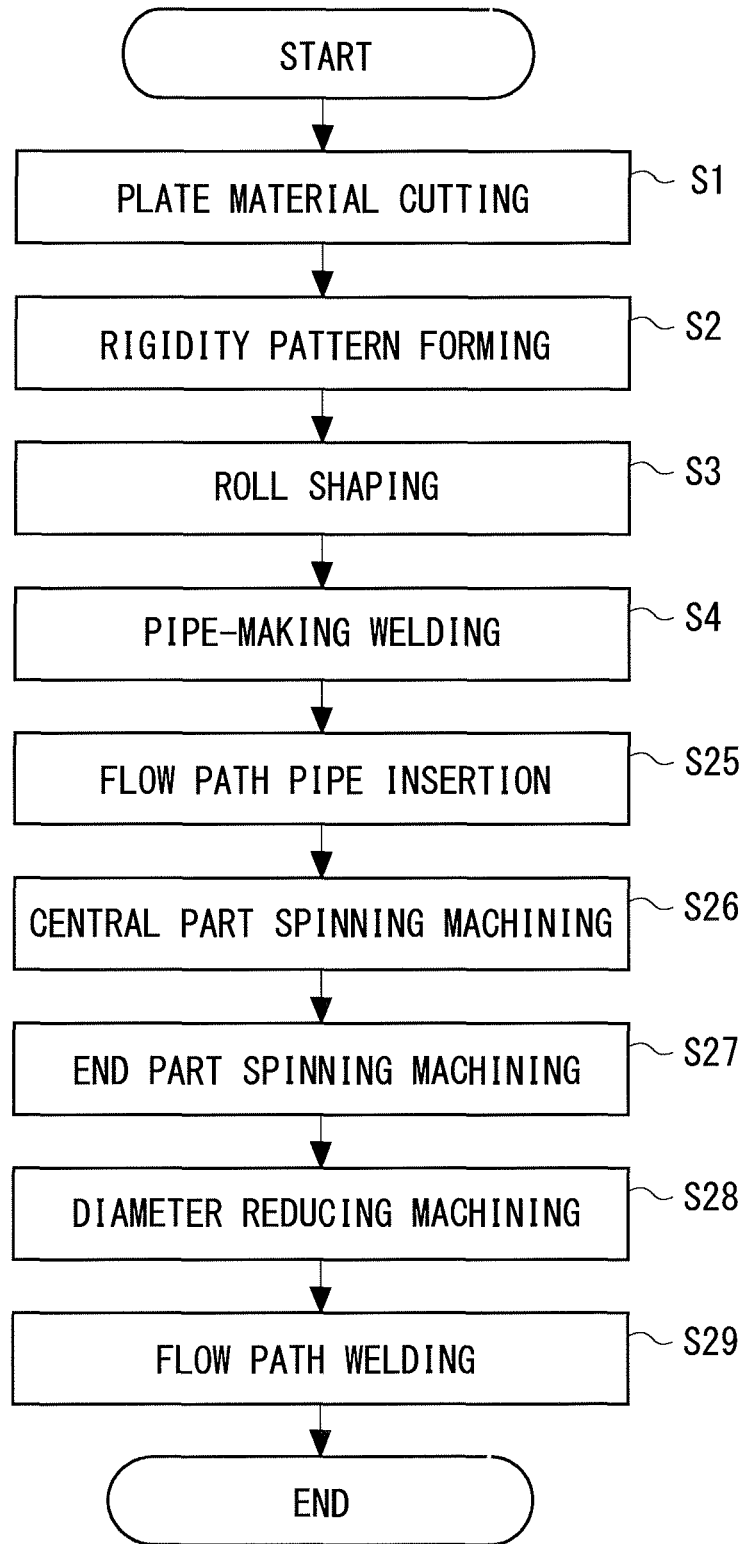 START
PLATE MATERIAL CUTTING
S1
RIGIDITY PATTERN FORMING
S2
ROLL SHAPING
S3
PIPE-MAKING WELDING
S4
FLOW PATH PIPE INSERTION
S25
CENTRAL PART SPINNING MACHINING
S26
END PART SPINNING MACHINING
S27
DIAMETER REDUCING MACHINING
S28
FLOW PATH WELDING
S29
END